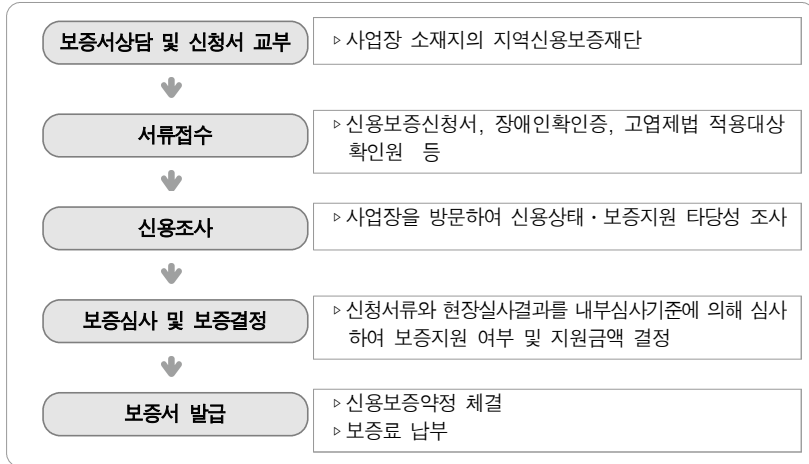 보증서상담 및 신청서 교부
▹사업장 소재지의 지역신용보증재단
서류접수
▹신용보증신청서, 장애인확인증, 고엽제법 적용대상
확인원 등
신용조사
▹사업장을 방문하여 신용상태・보증지원 타당성 조사
보증심사 및 보증결정
▹신청서류와 현장실사결과를 내부심사기준에 의해 심사
하여 보증지원 여부 및 지원금액 결정
보증서 발급
▹신용보증약정 체결
▹보증료 납부